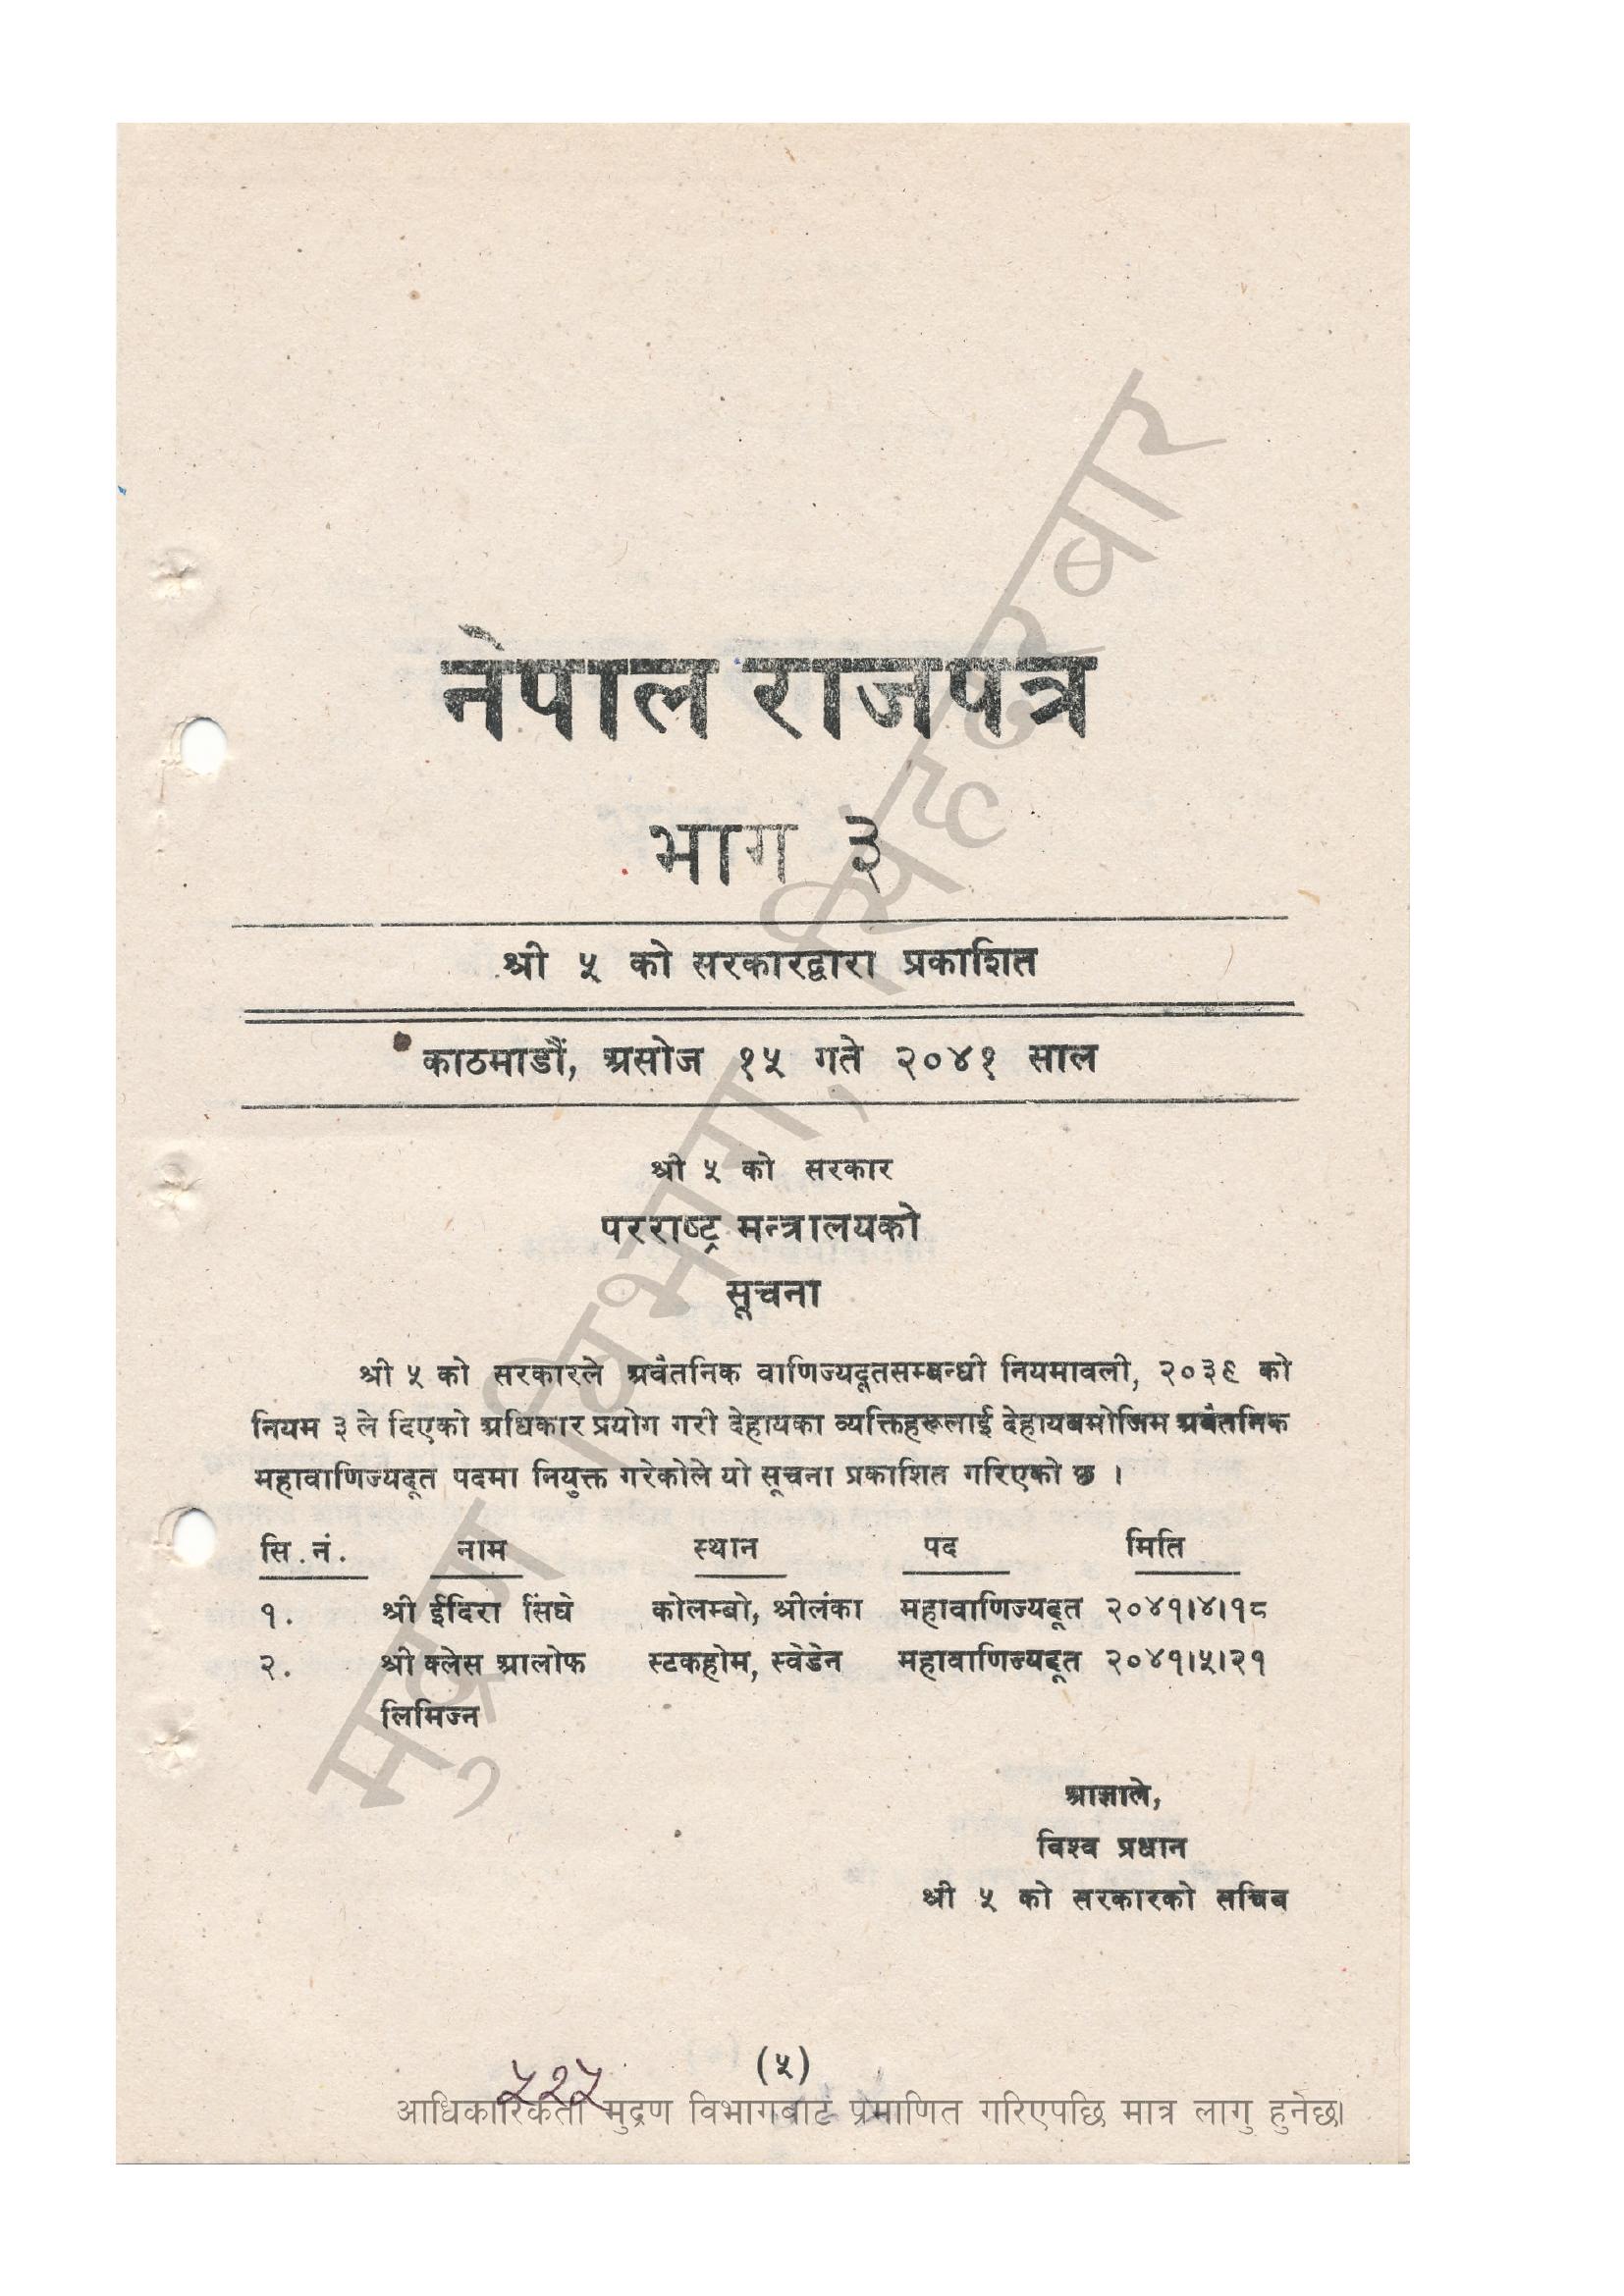 नेपाल राजपत्र
भाग ३
श्री ५ को सरकारद्वारा प्रकाशित
काठमाडौं, असोज १५ गते २०४१ साल
श्री ५ को सरकार
परराष्ट्र मन्त्रालयको
सूचना
श्री ५ को सरकारले अवैतनिक वाणिज्यदूतसम्बन्धी नियमावली, २०३९ को
नियम ३ ले दिएको अधिकार प्रयोग गरी देहायका व्यक्तिहरूलाई देहायबमोजिम अवैतनिक
महावाणिज्यदूत पदमा नियुक्त गरेकोले यो सूचना प्रकाशित गरिएको छ ।
सि.नं. नाम स्थान पद मिति
१. श्री ईदिरा सिंघे कोलम्बो, श्रीलंका महावाणिज्यदूत २०४१।४।१८
२. श्री क्लेस आलोफ स्टकहोम, स्वेडेन महावाणिज्यदूत २०४१।५।२१
लिमिज्न
आज्ञाले,
विश्व प्रधान
श्री ५ को सरकारको सचिव
(५)
५२५
आधिकारिकता मुद्रण विभागबाट प्रमाणित गरिएपछि मात्र लागु हुनेछ।
मुद्रण विभाग, सिंहदरबार